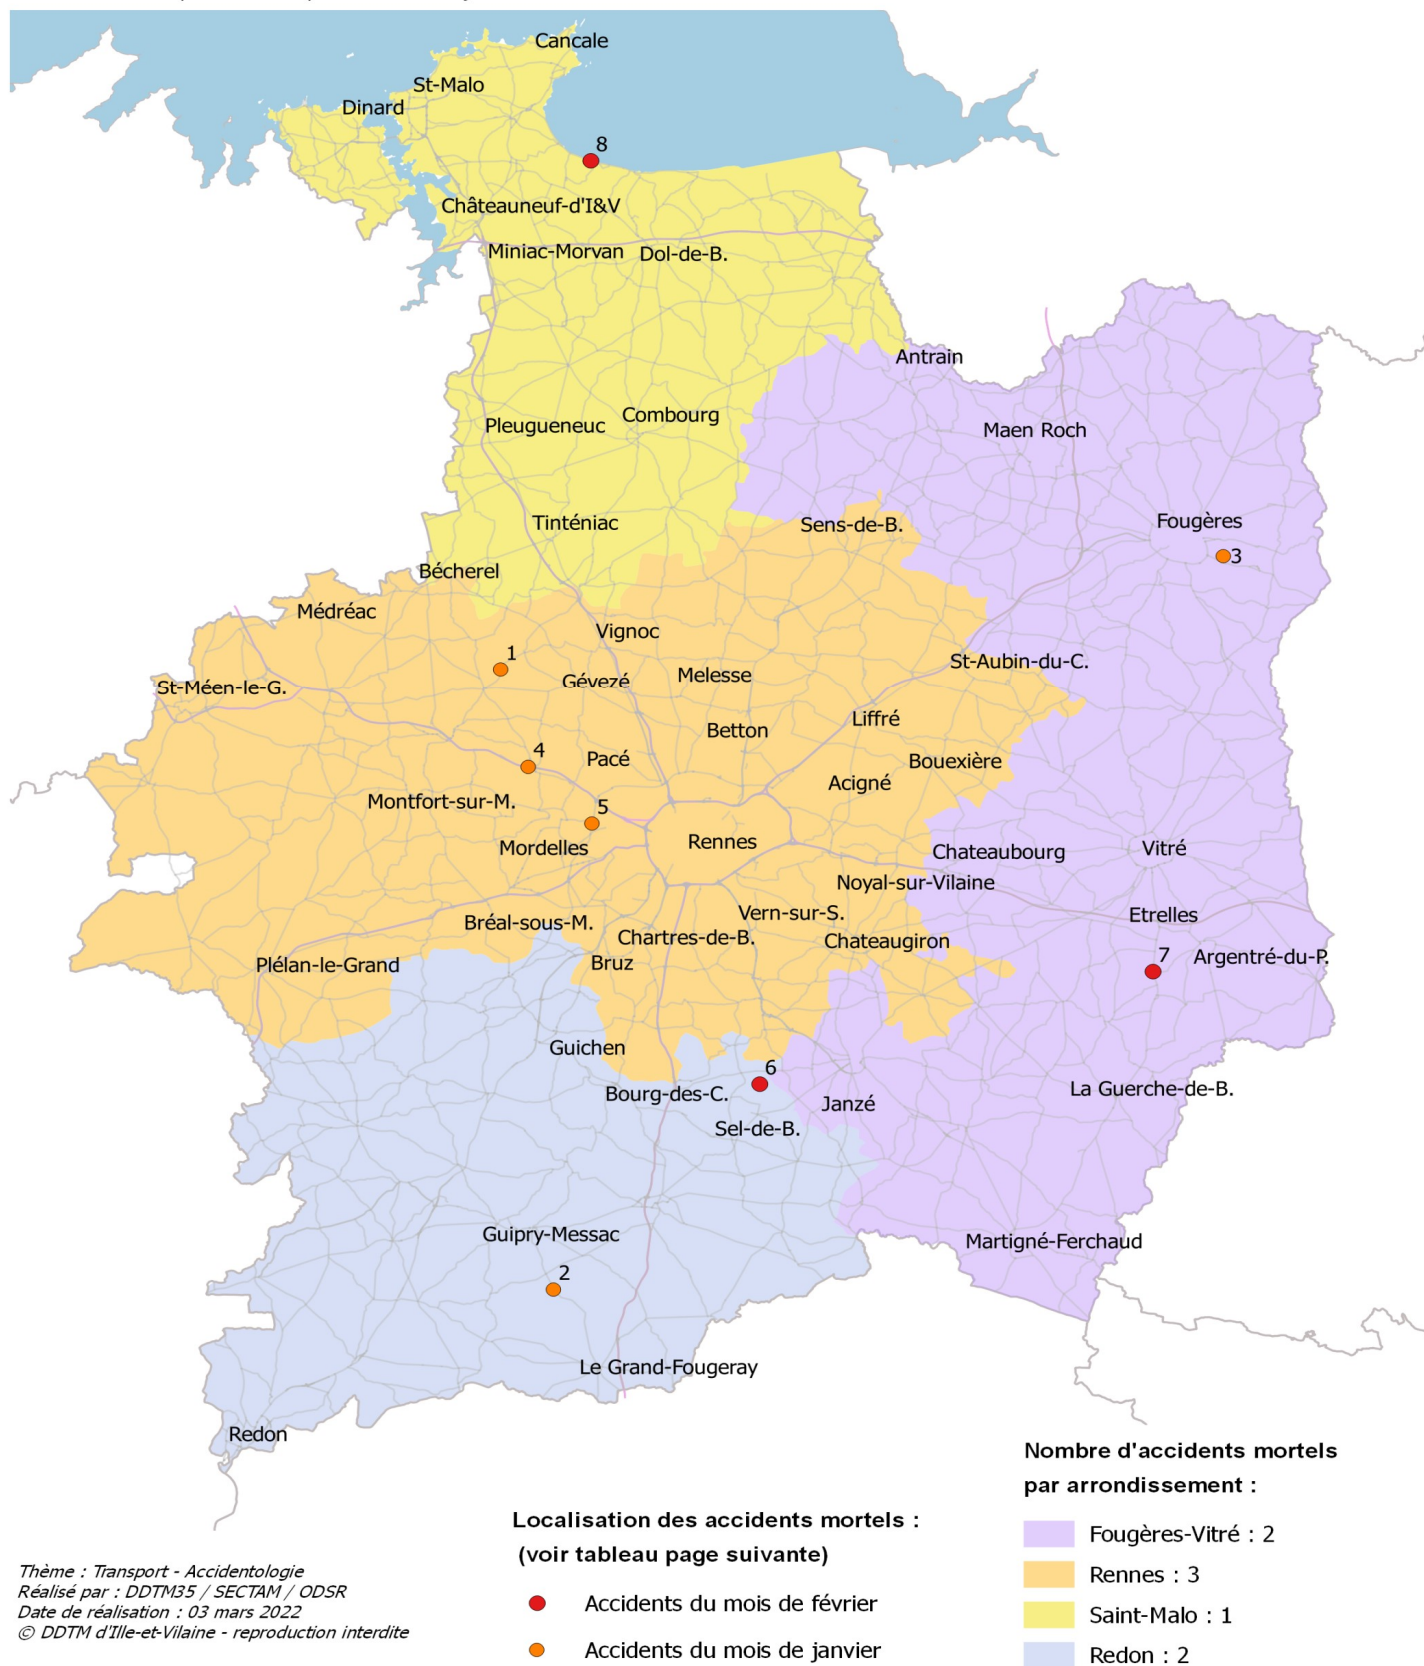 Cancale
St-Malo
Dinard
8
Châteauneuf-d'I&V
Miniac-Morvan
Dol-de-B.
Antrain
Combourg
Pleugueneuc
Maen Roch
Tinténiac
Sens-de-B.
Fougères
3
Bécherel
Médréac
Vignoc
1
St-Aubin-du-C.
Gévezé
Melesse
St-Méen-le-G.
Liffré
Betton
4
Pacé
Bouexière
Acigné
Montfort-sur-M.
5
Rennes
Mordelles
Chateaubourg
Vitré
Noyal-sur-Vilaine
Vern-sur-S.
Etrelles
Bréal-sous-M.
Chartres-de-B.
Chateaugiron
7
Argentré-du-P.
Plélan-le-Grand
Bruz
Guichen
6
Bourg-des-C.
Janzé
La Guerche-de-B.
Sel-de-B.
Guipry-Messac
Martigné-Ferchaud
2
Le Grand-Fougeray
Redon
Nombre d'accidents mortels
par arrondissement :
Fougères-Vitré : 2
Rennes : 3
Saint-Malo : 1
Redon : 2
Localisation des accidents mortels :
(voir tableau page suivante)
Accidents du mois de février
Accidents du mois de janvier
Thème : Transport - Accidentologie
Réalisé par : DDTM35 / SECTAM / ODSR
Date de réalisation : 03 mars 2022
© DDTM d'Ille-et-Vilaine - reproduction interdite